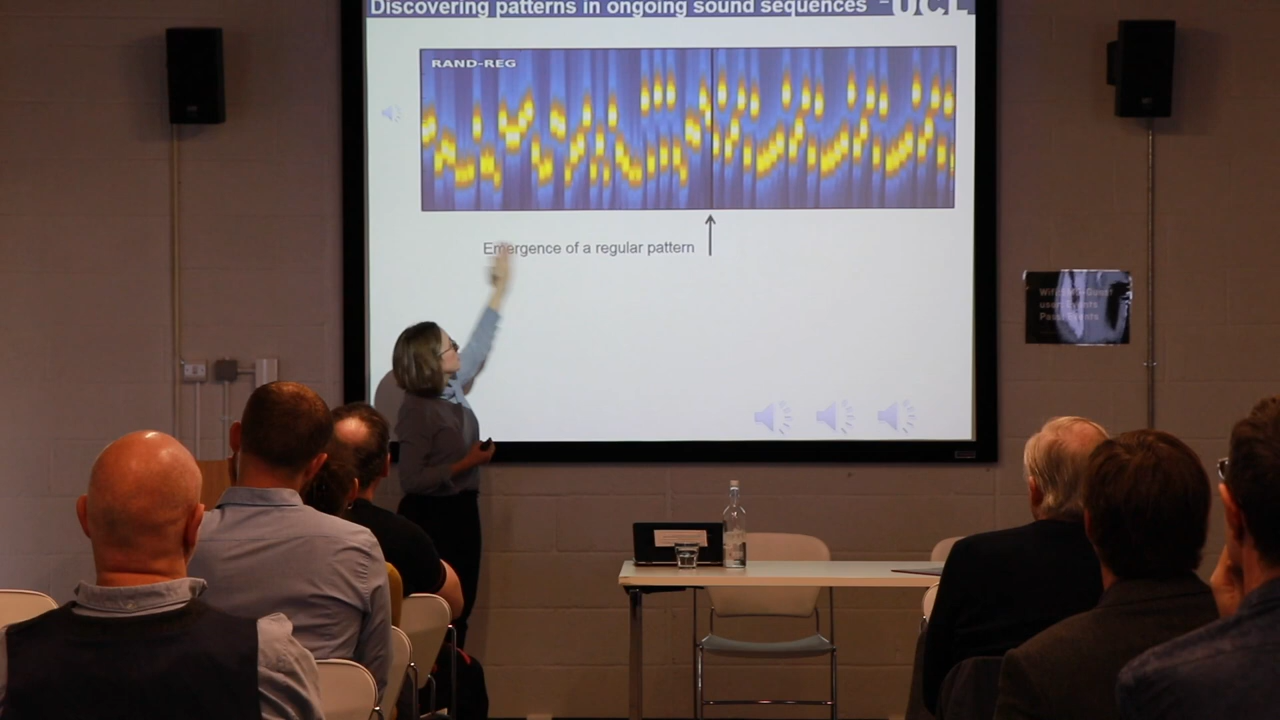 Discovering patterns in ongoing sound sequences
UCL
RAND-REG
Emergence of a regular pattern